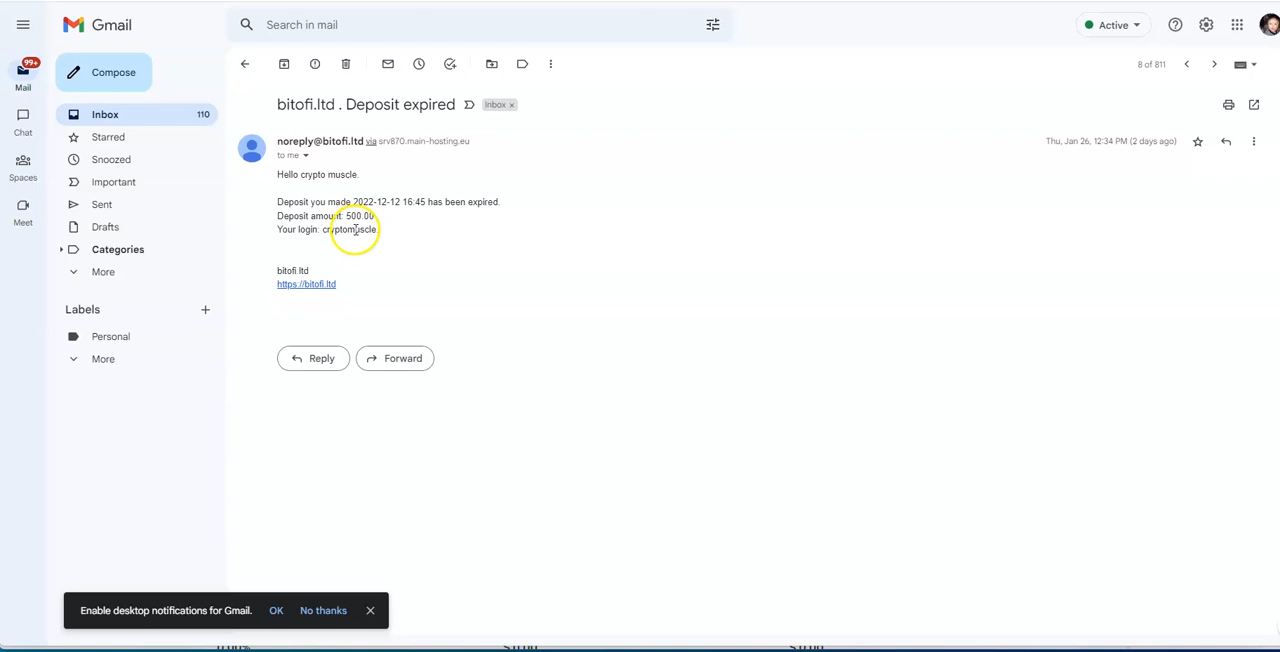 Gmail
Search in mail
Active
99+
Mail
Compose
8 of 811
Inbox 110
bitofi.ltd . Deposit expired Inbox ×
Chat
Starred
noreply@bitofi.ltd via srv870.main-hosting.eu Thu, Jan 26, 12:34 PM (2 days ago)
to me
Snoozed
Spaces
Hello crypto muscle.
Important
Deposit you made 2022-12-12 16:45 has been expired.
Sent
Deposit amount: 500.00
Meet
Drafts
Your login: cryptomuscle.
Categories
More
bitofi.ltd
https://bitofi.ltd
Labels +
Personal
More
Reply Forward
Enable desktop notifications for Gmail. OK No thanks